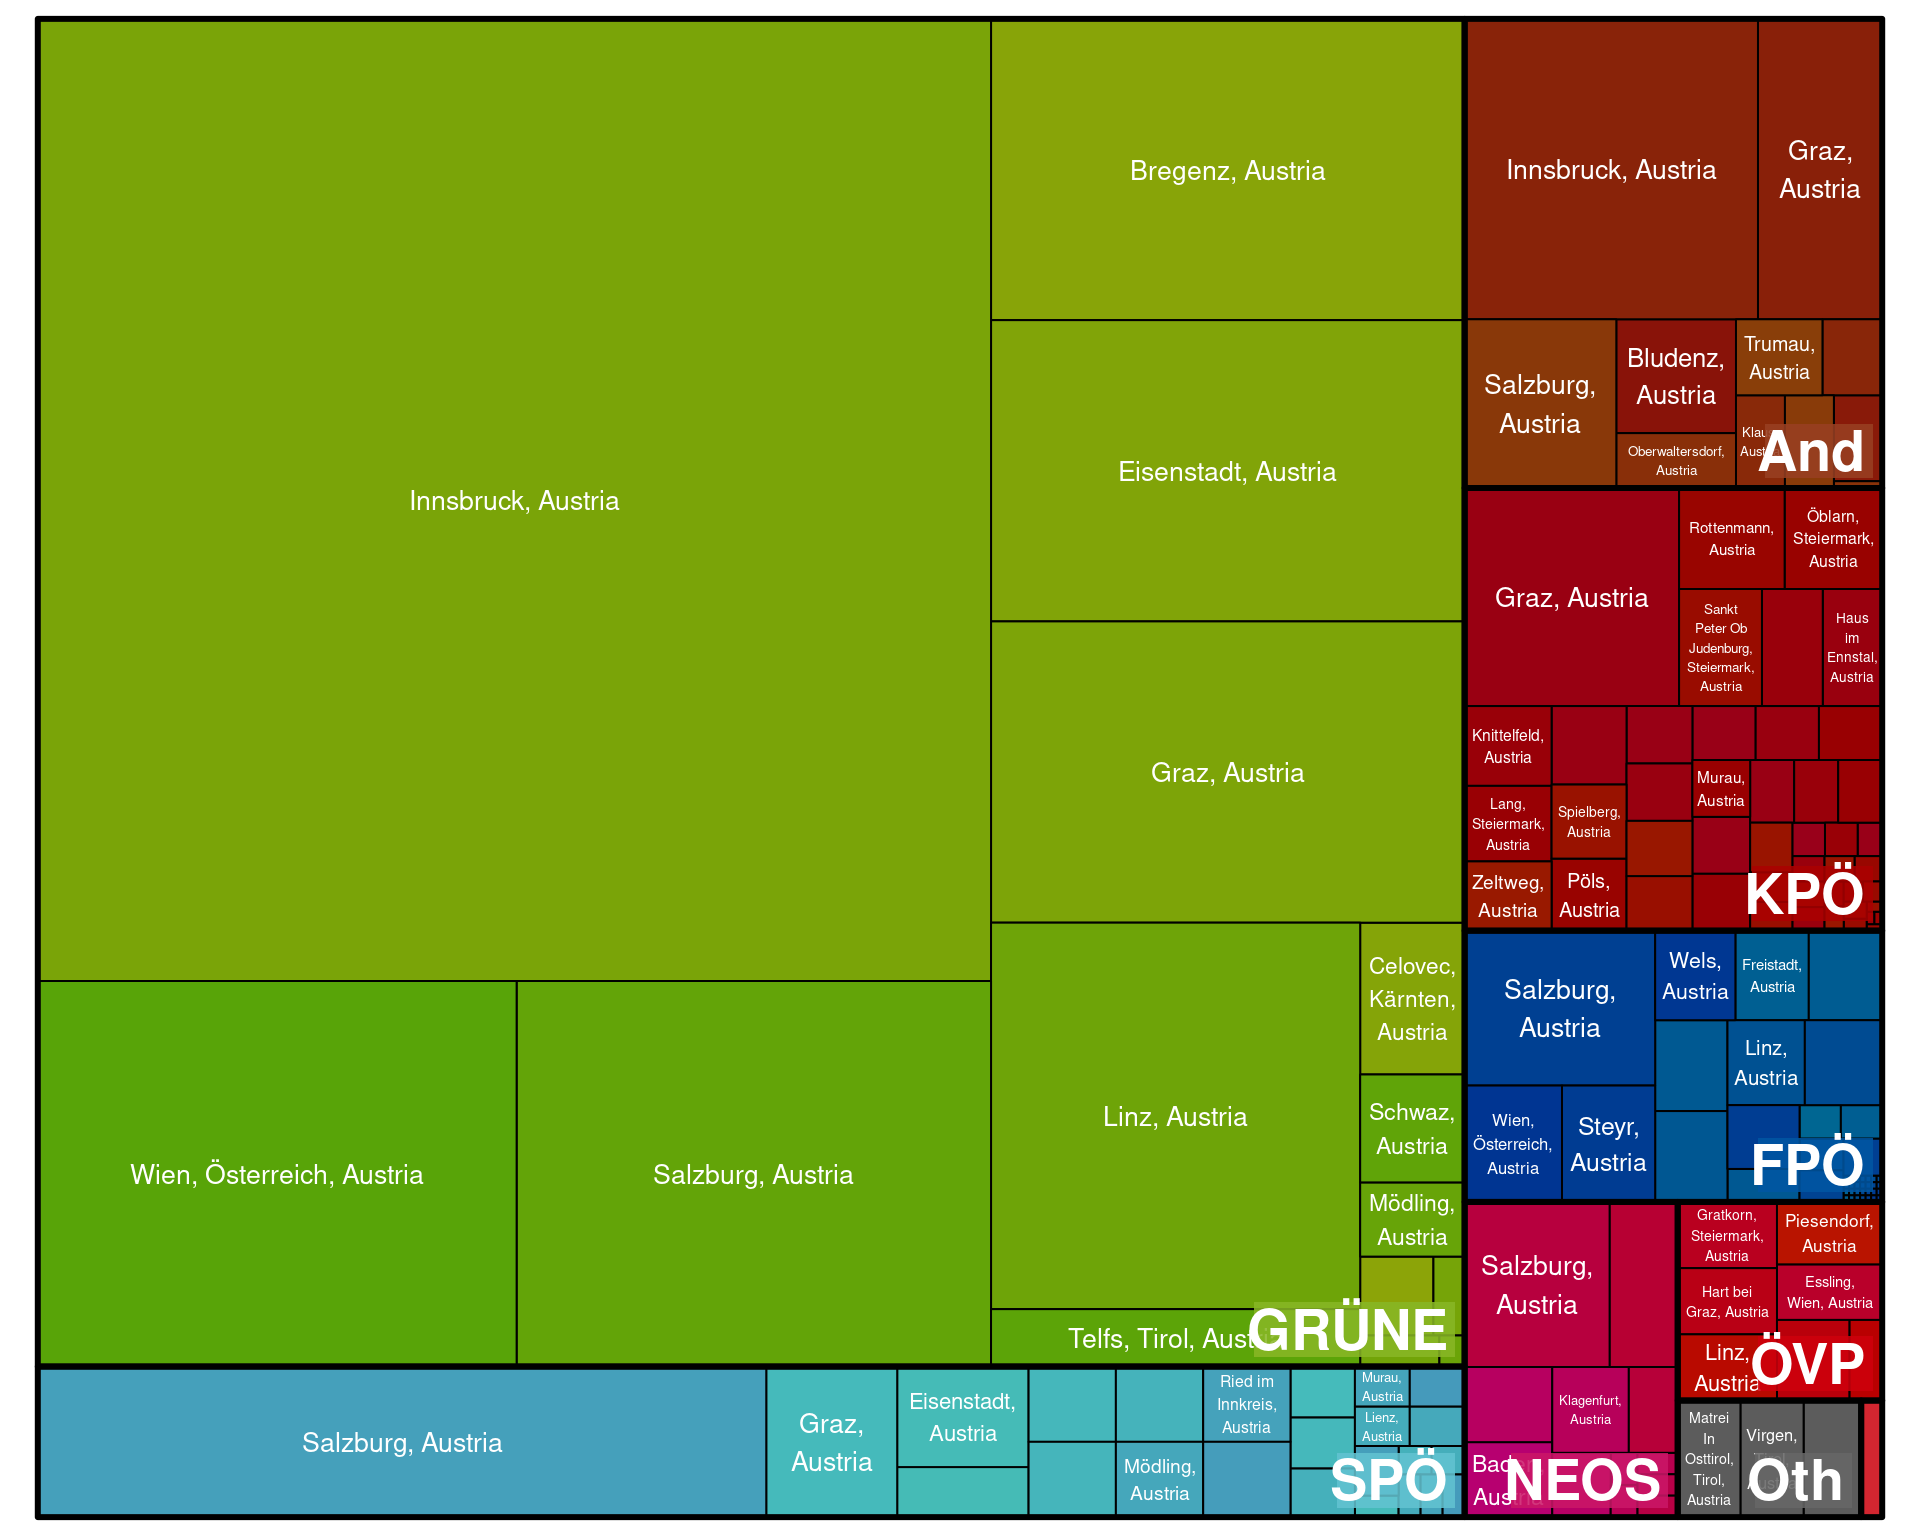 Innsbruck, Austria
Wien, Österreich, Austria
Salzburg, Austria
Bregenz, Austria
Eisenstadt, Austria
Graz, Austria
Linz, Austria
Celovec,
Kärnten,
Austria
Schwaz,
Austria
Mödling,
Austria
Telfs, Tirol, Aust
GRÜNE
Salzburg, Austria
Graz,
Austria
Eisenstadt,
Austria
Mödling,
Austria
Ried im
Innkreis,
Austria
Murau,
Austria
Lienz,
Austria
SPÖ
Innsbruck, Austria
Graz,
Austria
Salzburg,
Austria
Bludenz,
Austria
Oberwaltersdorf,
Austria
Trumau,
Austria
Klau
Aust
And
Graz, Austria
Rottenmann,
Austria
Öblarn,
Steiermark,
Austria
Sankt
Peter Ob
Judenburg,
Steiermark,
Austria
Haus
im
Ennstal,
Austria
Knittelfeld,
Austria
Lang,
Steiermark,
Austria
Zeltweg,
Austria
Spielberg,
Austria
Pöls,
Austria
Murau,
Austria
KPÖ
Salzburg,
Austria
Wels,
Austria
Freistadt,
Austria
Linz,
Austria
Wien,
Österreich,
Austria
Steyr,
Austria
FPÖ
Salzburg,
Austria
Klagenfurt,
Austria
Baden,
Austria
NEOS
Gratkorn,
Steiermark,
Austria
Hart bei
Graz, Austria
Linz,
Austria
Piesendorf,
Austria
Essling,
Wien, Austria
ÖVP
Matrei
In
Osttirol,
Tirol,
Austria
Virgen,
Oth